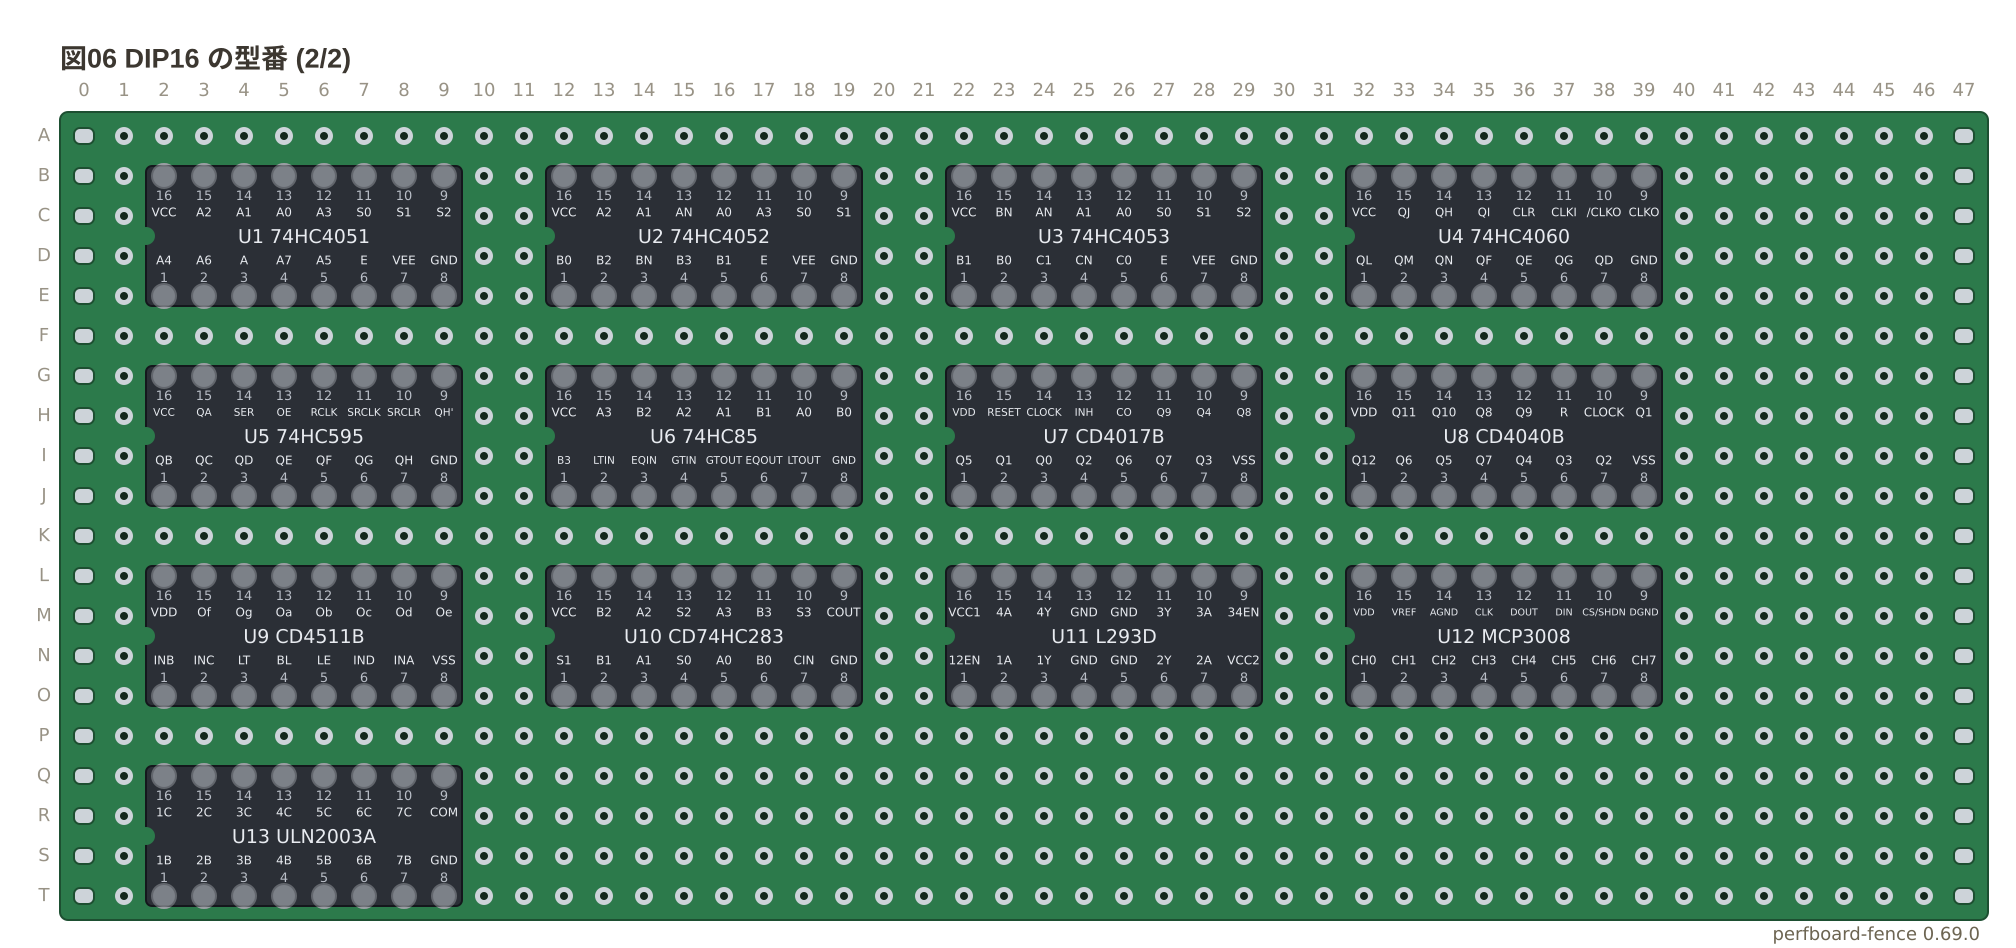 図06 DIP16 の型番 (2/2)
0 1 2 3 4 5 6 7 8 9 10 11 12 13 14 15 16 17 18 19 20 21 22 23 24 25 26 27 28 29 30 31 32 33 34 35 36 37 38 39 40 41 42 43 44 45 46 47
A
B
16 15 14 13 12 11 10 9 16 15 14 13 12 11 10 9 16 15 14 13 12 11 10 9 16 15 14 13 12 11 10 9
C VCC A2 A1 A0 A3 S0 S1 S2 VCC A2 A1 AN A0 A3 S0 S1 VCC BN AN A1 A0 S0 S1 S2 VCC QJ QH QI CLR CLKI /CLKO CLKO
U1 74HC4051 U2 74HC4052 U3 74HC4053 U4 74HC4060
D A4 A6 A A7 A5 E VEE GND B0 B2 BN B3 B1 E VEE GND B1 B0 C1 CN C0 E VEE GND QL QM QN QF QE QG QD GND
1 2 3 4 5 6 7 8 1 2 3 4 5 6 7 8 1 2 3 4 5 6 7 8 1 2 3 4 5 6 7 8
E
F
G
16 15 14 13 12 11 10 9 16 15 14 13 12 11 10 9 16 15 14 13 12 11 10 9 16 15 14 13 12 11 10 9
H VCC QA SER OE RCLK SRCLK SRCLR QH' VCC A3 B2 A2 A1 B1 A0 B0 VDD RESET CLOCK INH CO Q9 Q4 Q8 VDD Q11 Q10 Q8 Q9 R CLOCK Q1
U5 74HC595 U6 74HC85 U7 CD4017B U8 CD4040B
I QB QC QD QE QF QG QH GND B3 LTIN EQIN GTIN GTOUT EQOUT LTOUT GND Q5 Q1 Q0 Q2 Q6 Q7 Q3 VSS Q12 Q6 Q5 Q7 Q4 Q3 Q2 VSS
1 2 3 4 5 6 7 8 1 2 3 4 5 6 7 8 1 2 3 4 5 6 7 8 1 2 3 4 5 6 7 8
J
K
L
16 15 14 13 12 11 10 9 16 15 14 13 12 11 10 9 16 15 14 13 12 11 10 9 16 15 14 13 12 11 10 9
M VDD Of Og Oa Ob Oc Od Oe VCC B2 A2 S2 A3 B3 S3 COUT VCC1 4A 4Y GND GND 3Y 3A 34EN VDD VREF AGND CLK DOUT DIN CS/SHDN DGND
U9 CD4511B U10 CD74HC283 U11 L293D U12 MCP3008
N INB INC LT BL LE IND INA VSS S1 B1 A1 S0 A0 B0 CIN GND 12EN 1A 1Y GND GND 2Y 2A VCC2 CH0 CH1 CH2 CH3 CH4 CH5 CH6 CH7
1 2 3 4 5 6 7 8 1 2 3 4 5 6 7 8 1 2 3 4 5 6 7 8 1 2 3 4 5 6 7 8
O
P
Q
16 15 14 13 12 11 10 9
R 1C 2C 3C 4C 5C 6C 7C COM
U13 ULN2003A
S 1B 2B 3B 4B 5B 6B 7B GND
1 2 3 4 5 6 7 8
T
perfboard-fence 0.69.0